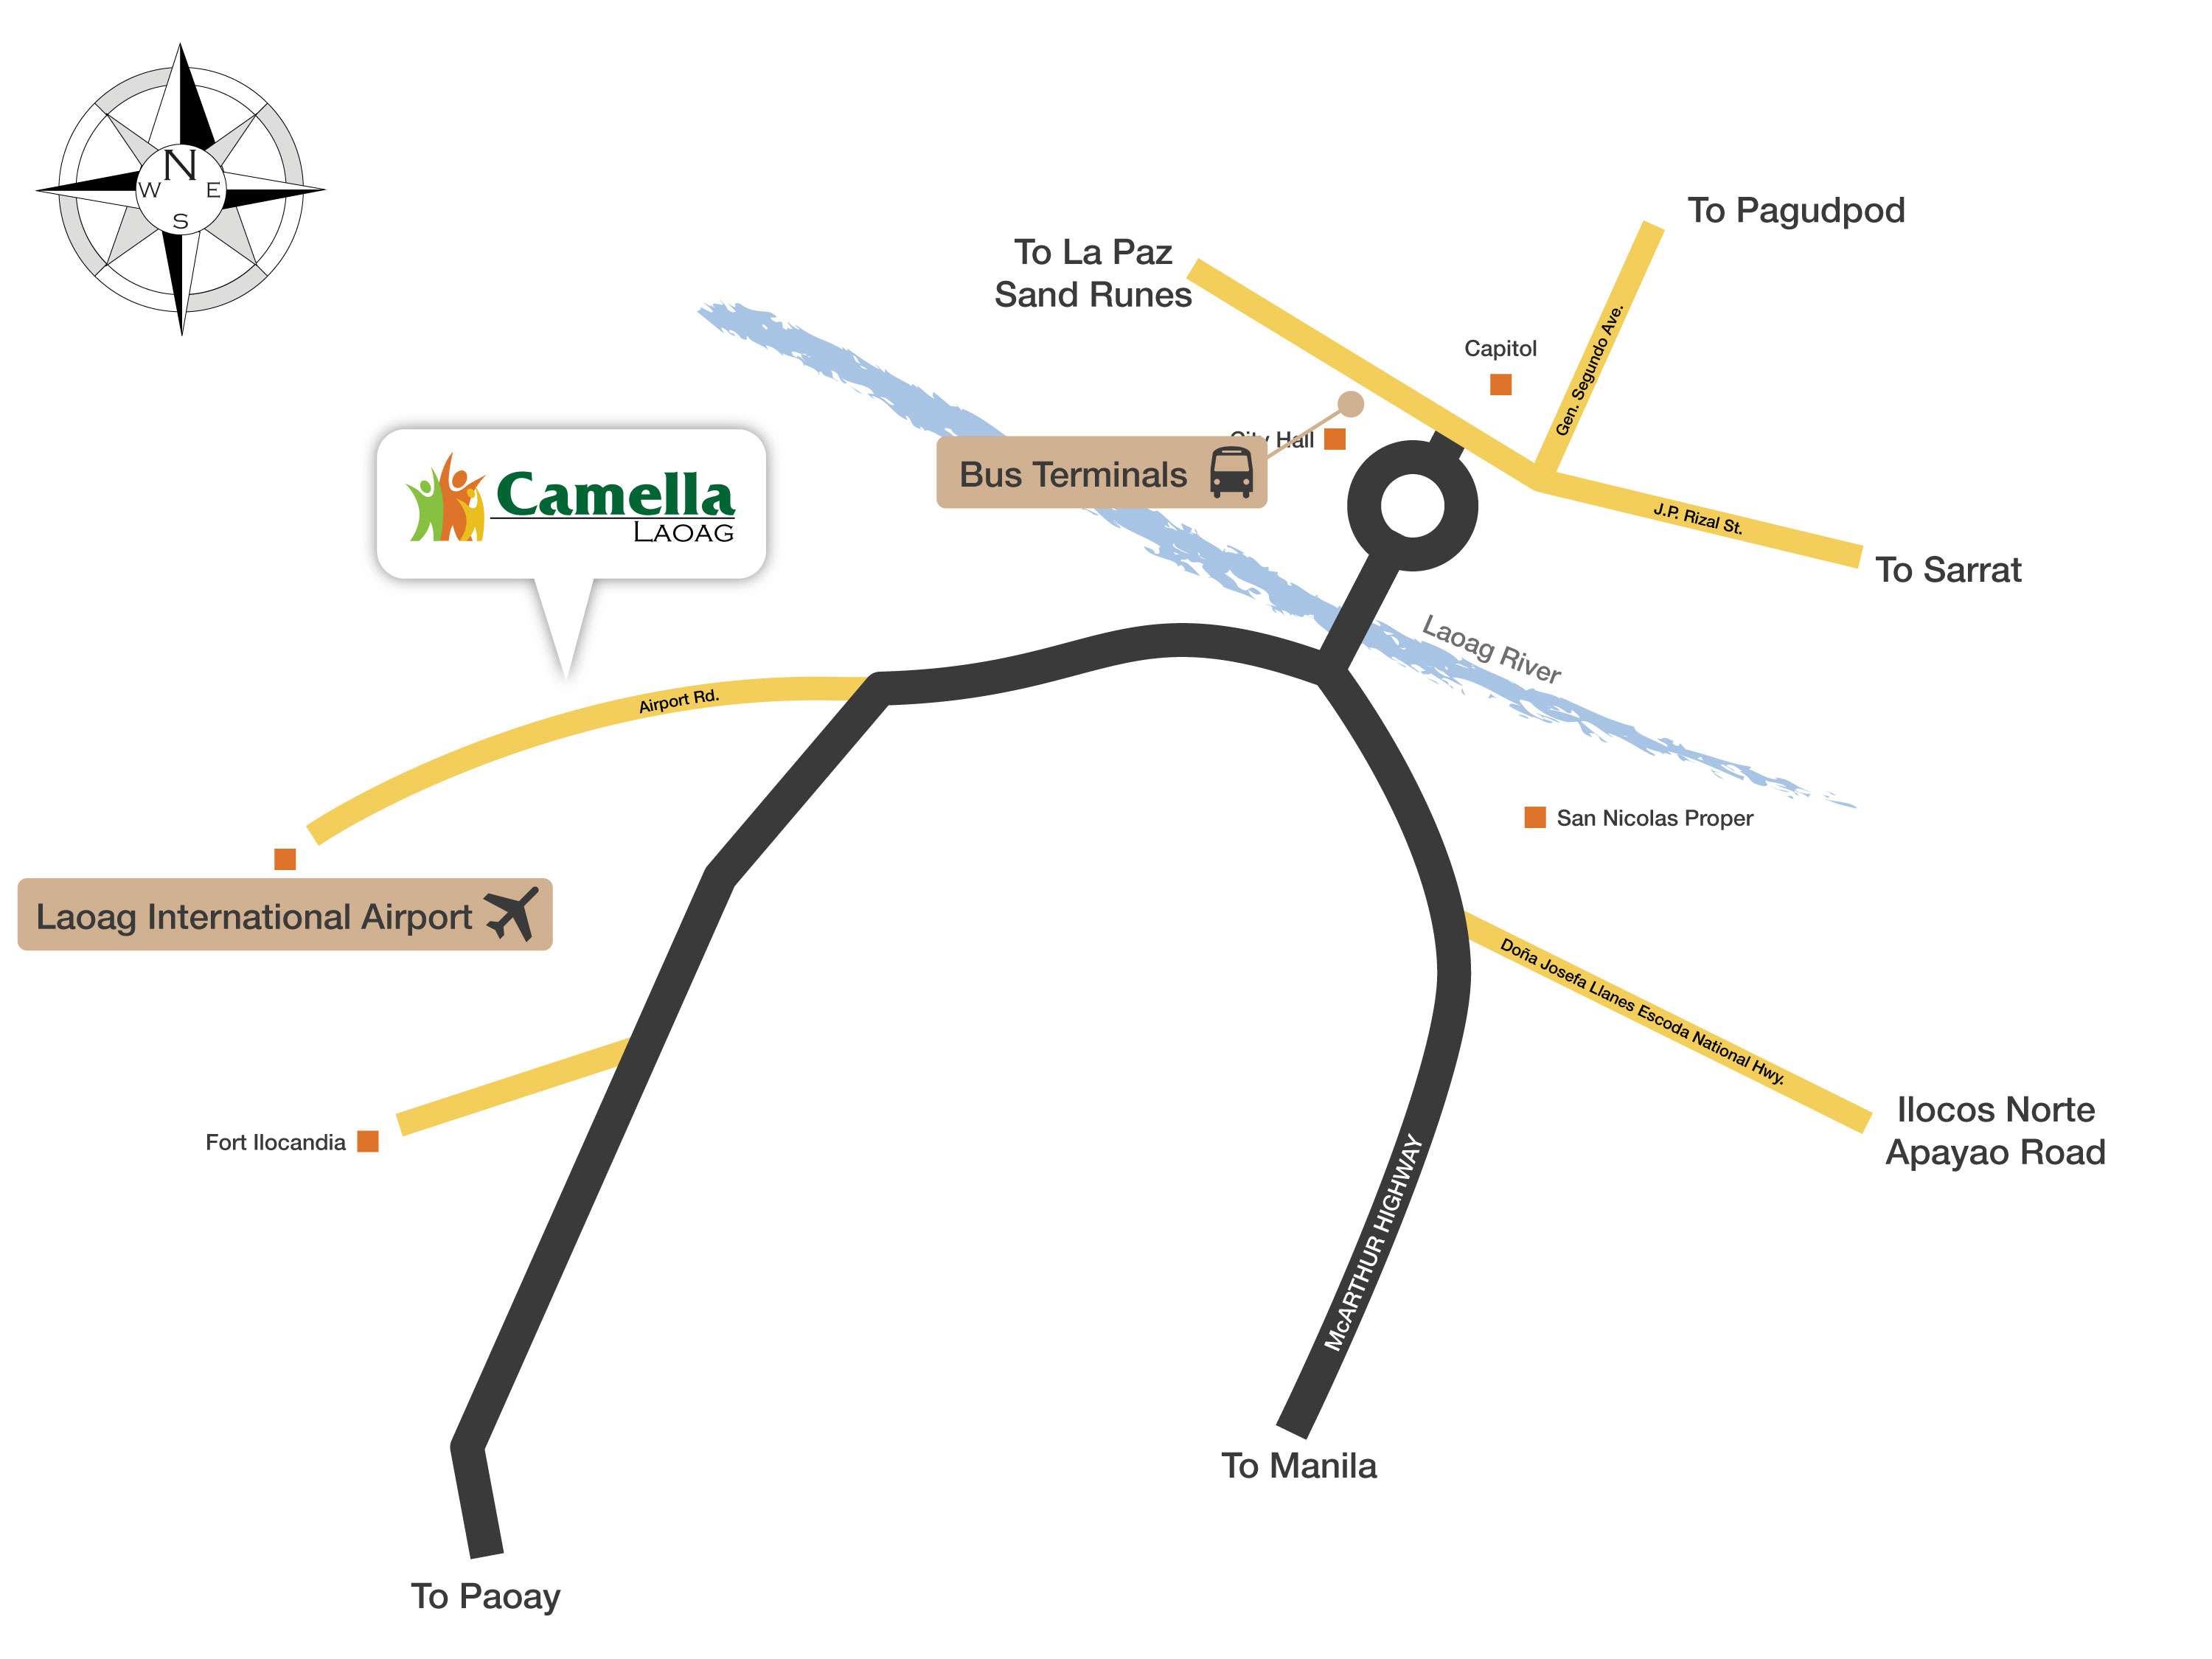 N
W E
S
To Pagudpod
To La Paz
Sand Runes
Gen. Segundo Ave.
Capitol
City Hall
Bus Terminals
Camella
LAOAG
J.P. Rizal St.
To Sarrat
Laoag River
Airport Rd.
San Nicolas Proper
Laoag International Airport
Doña Josefa Llanes Escoda National Hwy.
Fort Ilocandia
Ilocos Norte
Apayao Road
McARTHUR HIGHWAY
To Manila
To Paoay